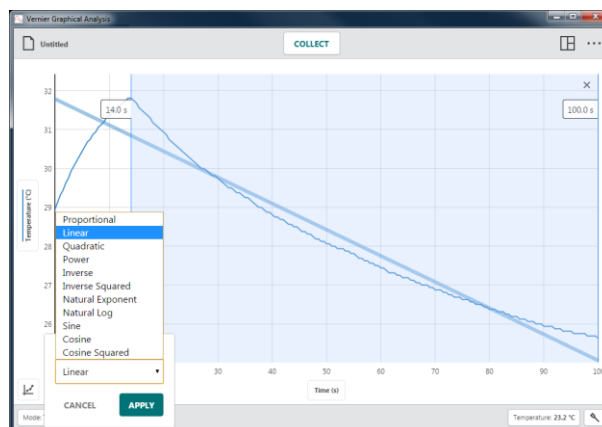 Vernier Graphical Analysis
Untitled
COLLECT
32
14.0 s
100.0 s
31
30
29
28
27
26
Temperature (°C)
Proportional
Linear
Quadratic
Power
Inverse
Inverse Squared
Natural Exponent
Natural Log
Sine
Cosine
Cosine Squared
Linear
CANCEL
APPLY
30
40
50
60
70
80
90
Time (s)
Mode:
Temperature: 23.2 °C